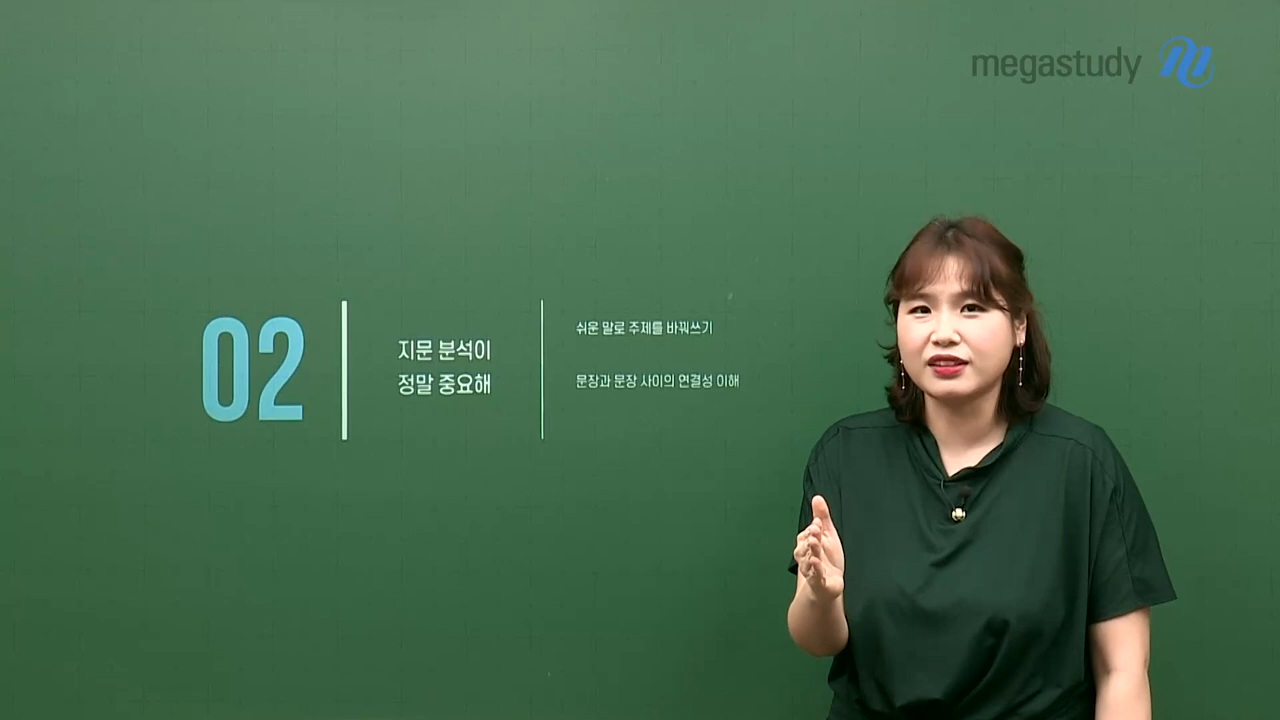 megastudy
02
지문 분석이
정말 중요해
쉬운 말로 주제를 바꿔쓰기
문장과 문장 사이의 연결성 이해